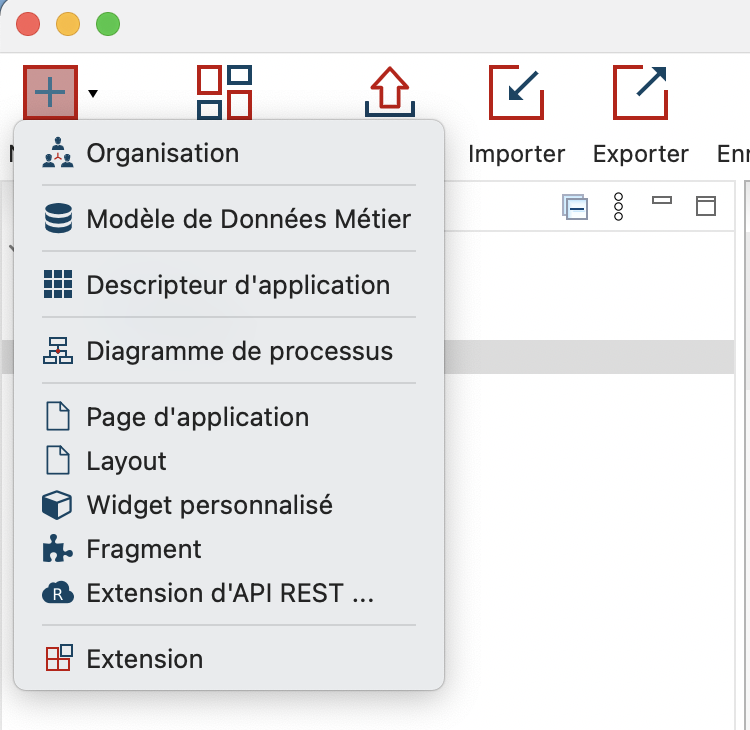 Importer
Exporter
Organisation
Modèle de Données Métier
Descripteur d'application
Diagramme de processus
Page d'application
Layout
Widget personnalisé
Fragment
R
Extension d'API REST ...
Extension